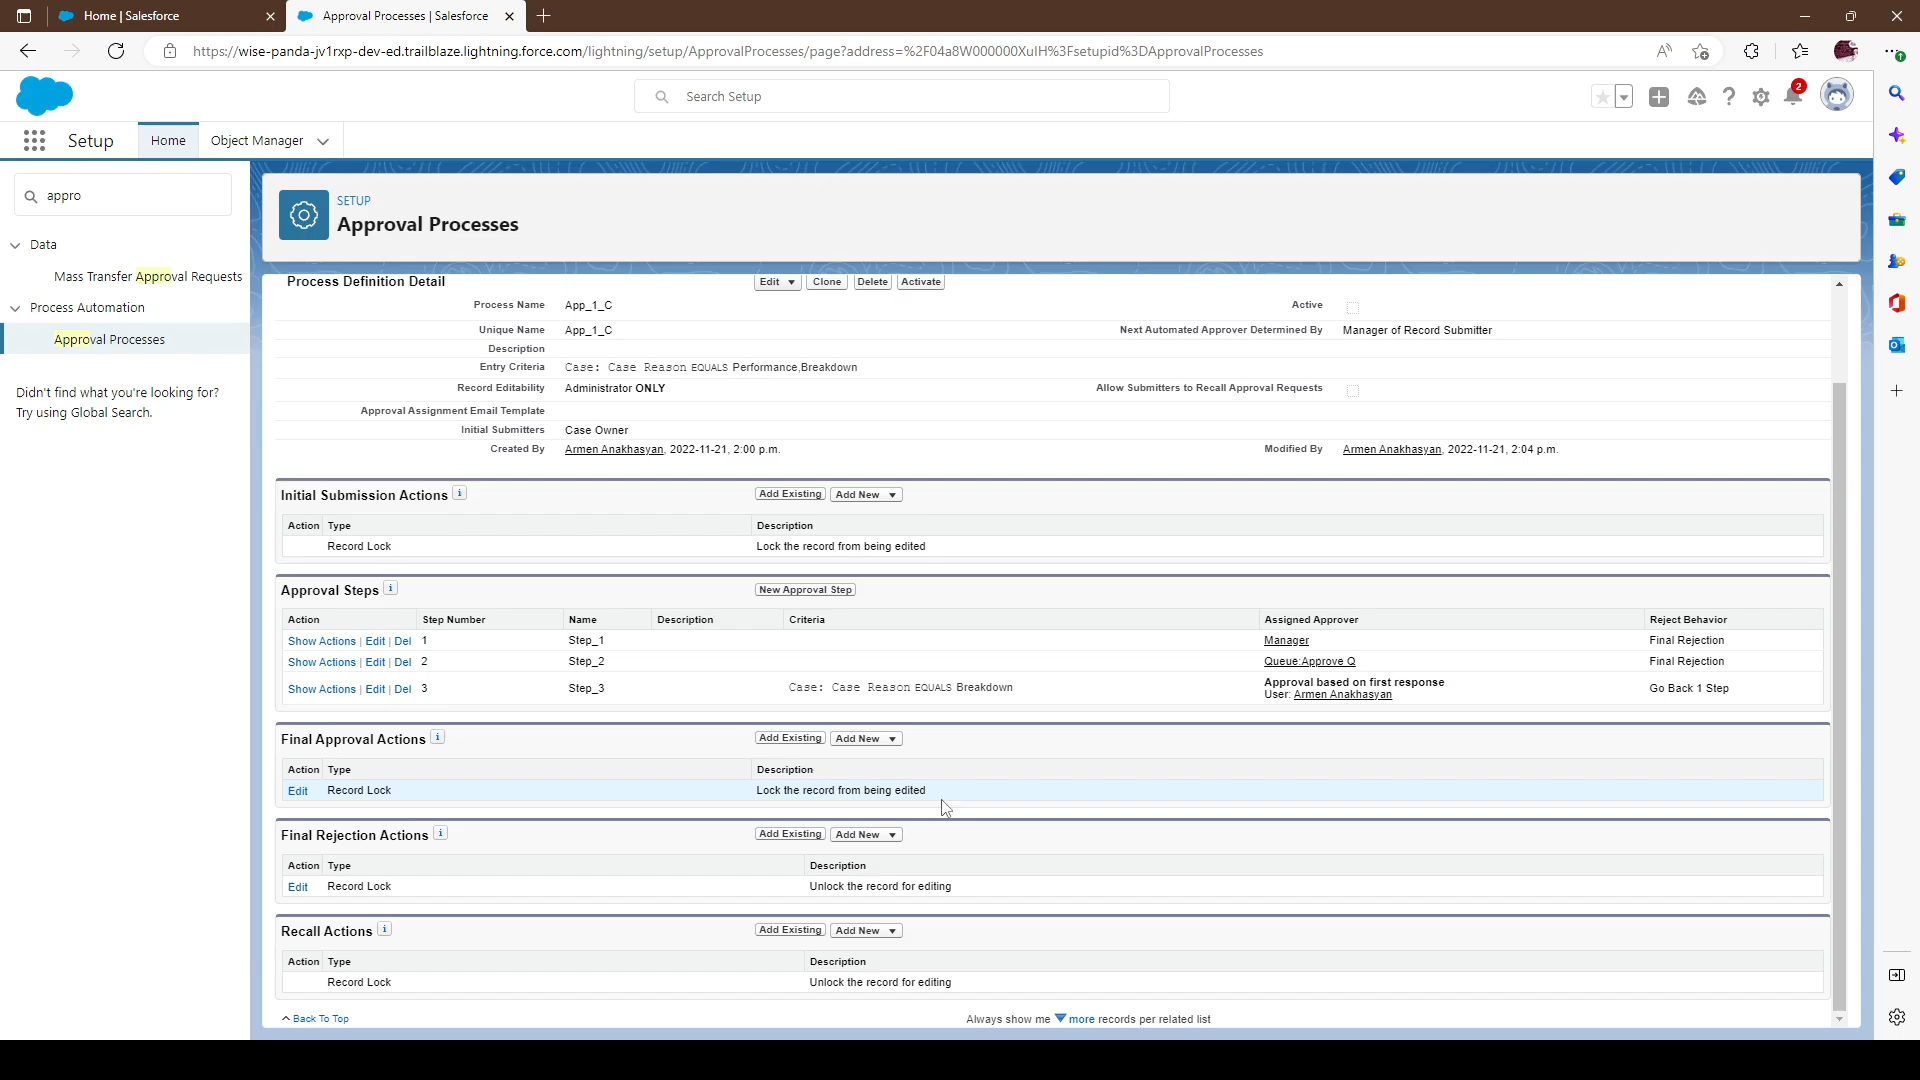 Home | Salesforce
Approval Processes | Salesforce
https://wise-panda-jv1rxp-dev-ed.trailblaze.lightning.force.com/lightning/setup/ApprovalProcesses/page?address=%2F04a8W000000XuIH%3Fsetupid%3DApprovalProcesses
Search Setup
2
Setup
Home
Object Manager
appro
Data
Mass Transfer Approval Requests
Process Automation
Approval Processes
Didn't find what you're looking for?
Try using Global Search.
SETUP
Approval Processes
Process Definition Detail Edit Clone Delete Activate
Process Name App_1_C Active
Unique Name App_1_C Next Automated Approver Determined By Manager of Record Submitter
Description
Entry Criteria Case: Case Reason EQUALS Performance,Breakdown
Record Editability Administrator ONLY Allow Submitters to Recall Approval Requests
Approval Assignment Email Template
Initial Submitters Case Owner
Created By Armen Anakhasyan, 2022-11-21, 2:00 p.m. Modified By Armen Anakhasyan, 2022-11-21, 2:04 p.m.
Initial Submission Actions i Add Existing Add New
Action Type Description
Record Lock Lock the record from being edited
Approval Steps i New Approval Step
Action Step Number Name Description Criteria Assigned Approver Reject Behavior
Show Actions | Edit | Del 1 Step_1 Manager Final Rejection
Show Actions | Edit | Del 2 Step_2 Queue:Approve Q Final Rejection
Show Actions | Edit | Del 3 Step_3 Case: Case Reason EQUALS Breakdown Approval based on first response Go Back 1 Step
User: Armen Anakhasyan
Final Approval Actions i Add Existing Add New
Action Type Description
Edit Record Lock Lock the record from being edited
Final Rejection Actions i Add Existing Add New
Action Type Description
Edit Record Lock Unlock the record for editing
Recall Actions i Add Existing Add New
Action Type Description
Record Lock Unlock the record for editing
Back To Top Always show me more records per related list